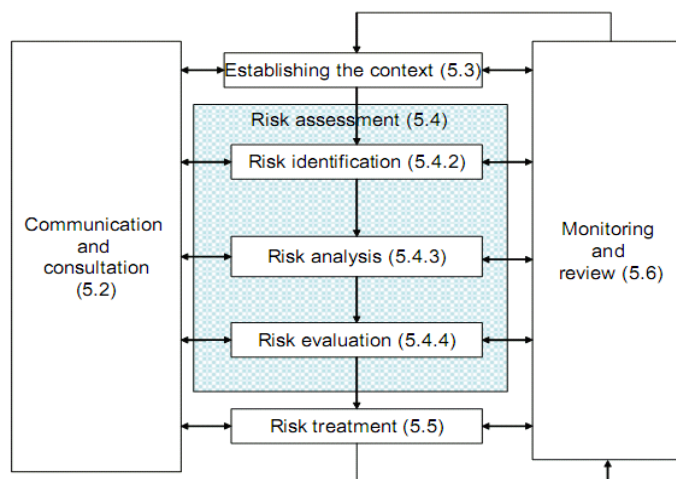 Establishing the context (5.3)
Risk assessment (5.4)
Risk identification (5.4.2)
Communication
and
consultation
(5.2)
Risk analysis (5.4.3)
Monitoring
and
review (5.6)
Risk evaluation (5.4.4)
Risk treatment (5.5)